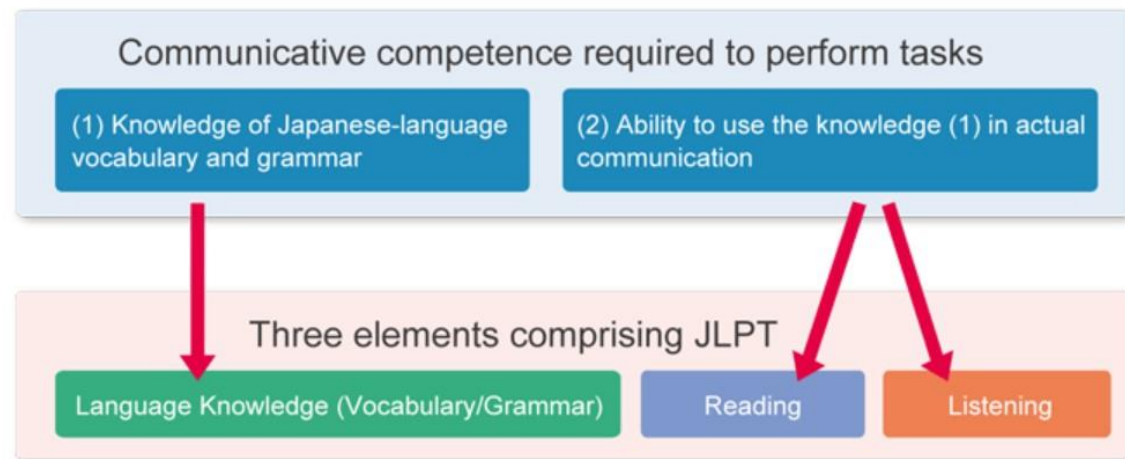 Communicative competence required to perform tasks
(1) Knowledge of Japanese-language
vocabulary and grammar
(2) Ability to use the knowledge (1) in actual
communication
Three elements comprising JLPT
Language Knowledge (Vocabulary/Grammar)
Reading
Listening